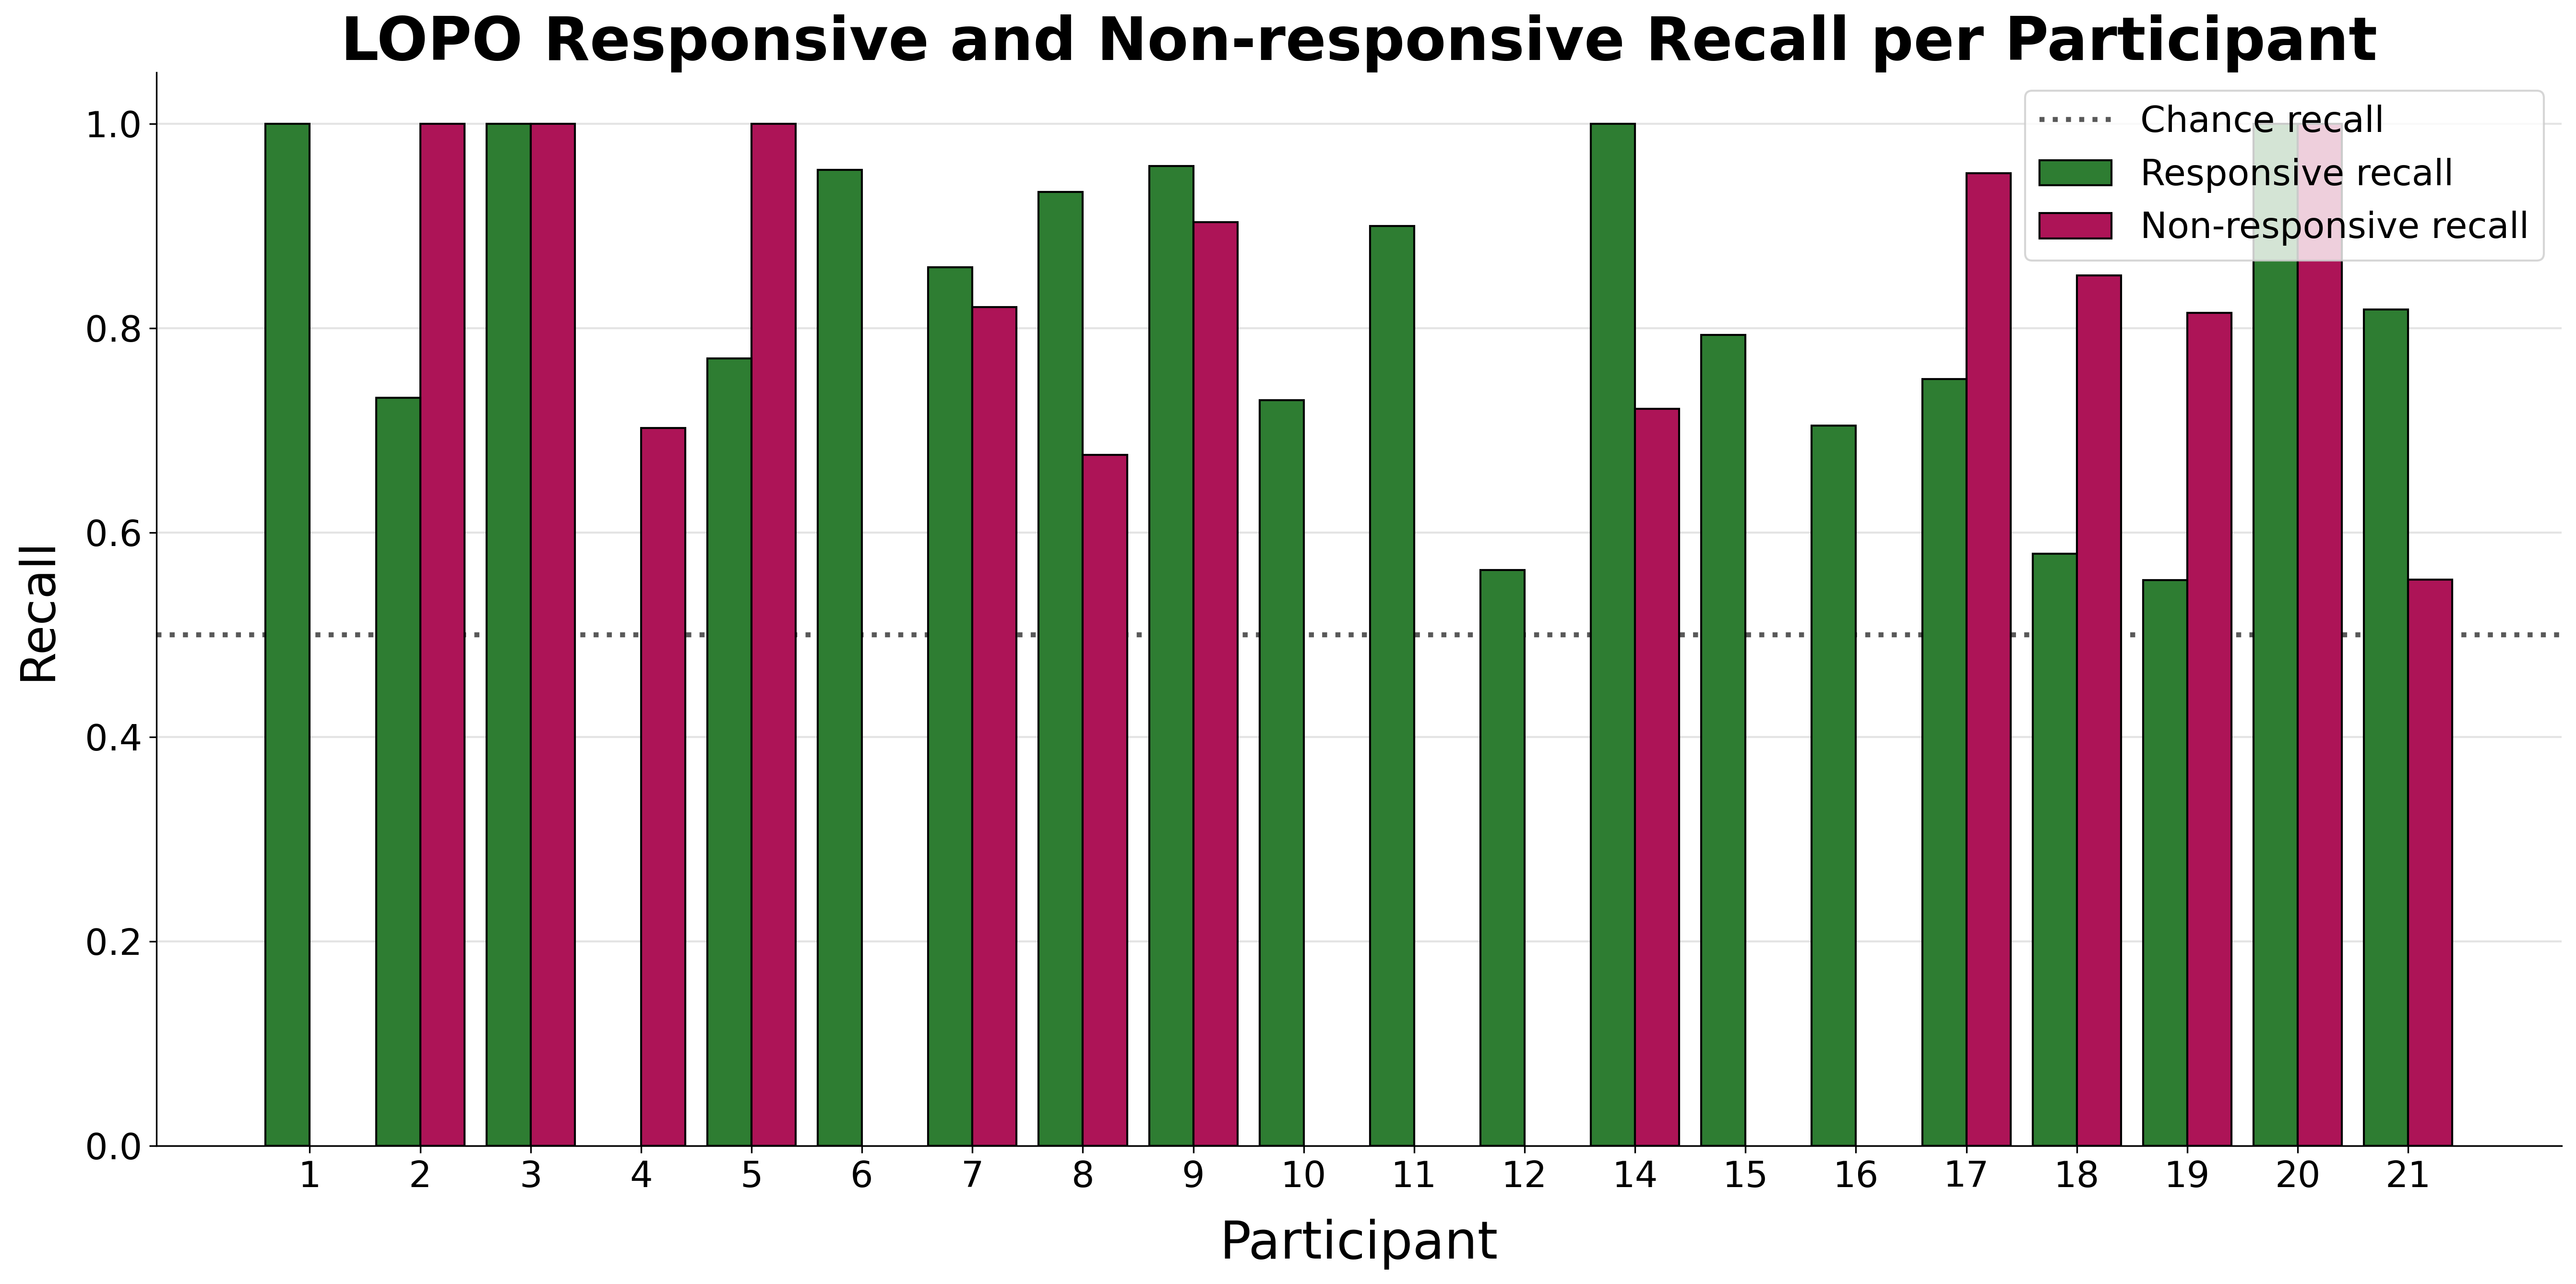 LOPO Responsive and Non-responsive Recall per Participant
Chance recall
Responsive recall
Non-responsive recall
1.0
0.8
0.6
0.4
0.2
0.0
Recall
1 2 3 4 5 6 7 8 9 10 11 12 14 15 16 17 18 19 20 21
Participant